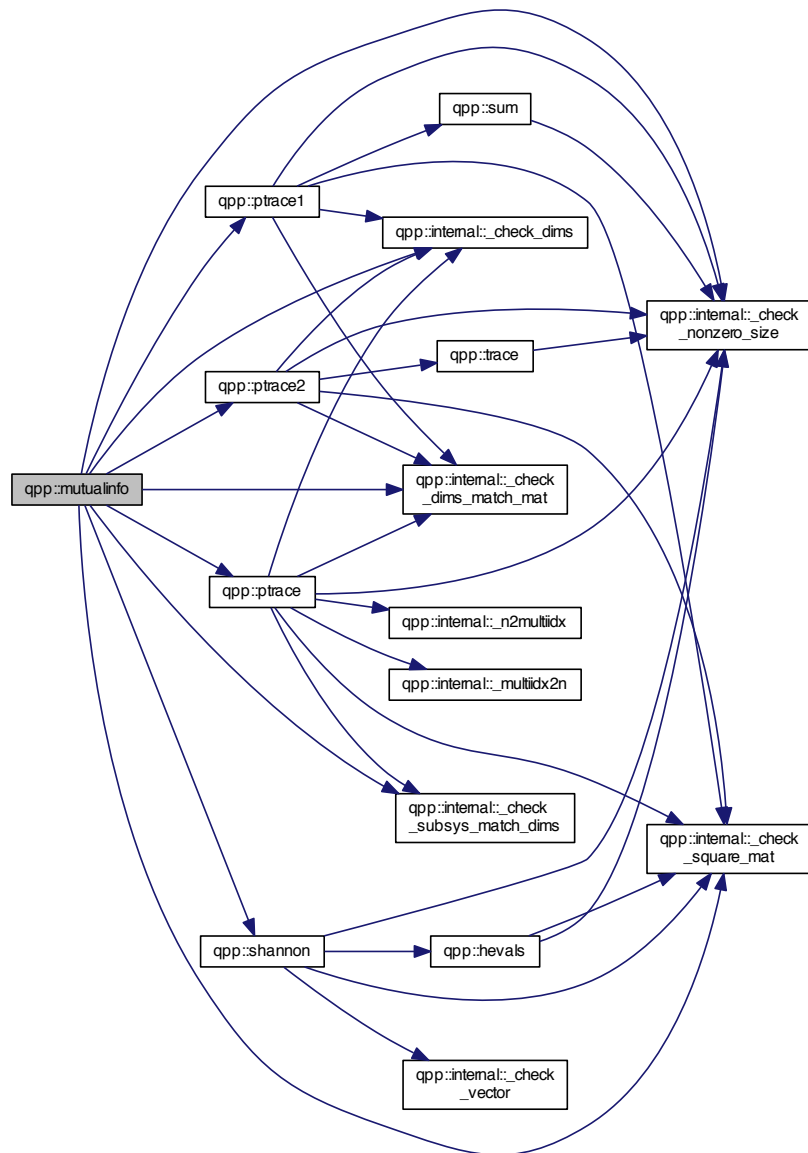 qpp::sum
qpp::ptrace1
qpp::internal::_check_dims
qpp::internal::_check
_nonzero_size
qpp::trace
qpp::ptrace2
qpp::mutualinfo
qpp::internal::_check
_dims_match_mat
qpp::ptrace
qpp::internal::_n2multiidx
qpp::internal::_multiidx2n
qpp::internal::_check
_subsys_match_dims
qpp::internal::_check
_square_mat
qpp::shannon
qpp::hevals
qpp::internal::_check
_vector